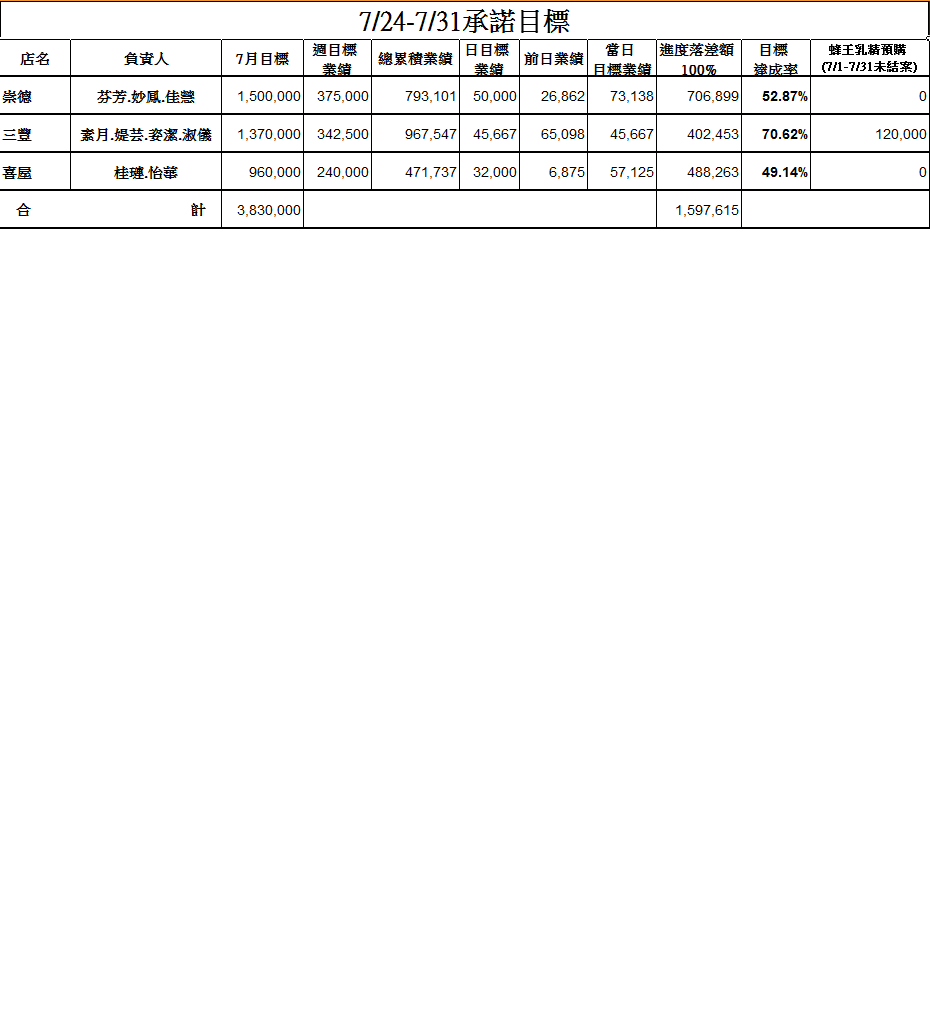 7/24-7/31承諾目標
店名 負責人 7月目標 週目標業績 總累積業績 日目標業績 前日業績 當日目標業績 進度落差額100% 目標達成率 蜂王乳精預購(7/1-7/31未結案)
崇德 芬芳.妙鳳.佳慧 1,500,000 375,000 793,101 50,000 26,862 73,138 706,899 52.87% 0
三豐 素月.媞芸.姿潔.淑儀 1,370,000 342,500 967,547 45,667 65,098 45,667 402,453 70.62% 120,000
喜屋 桂璉.怡華 960,000 240,000 471,737 32,000 6,875 57,125 488,263 49.14% 0
合 計 3,830,000 1,597,615